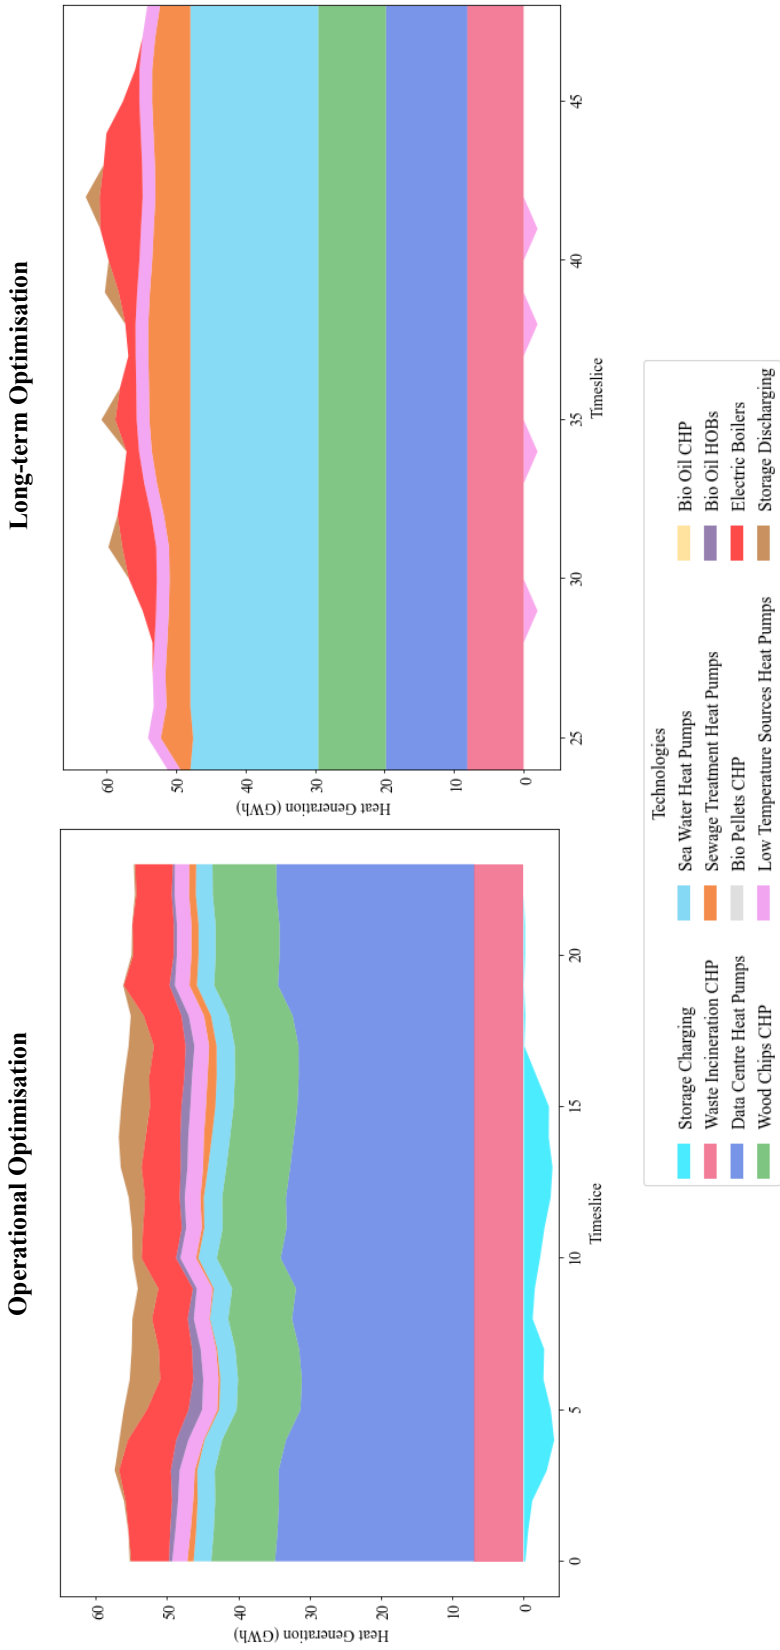 Operational Optimisation
Long-term Optimisation
Heat Generation (GWh)
60
50
40
30
20
10
0
0
5
10
15
20
Timeslice
Heat Generation (GWh)
60
50
40
30
20
10
0
25
30
35
40
45
Timeslice
Technologies
Storage Charging
Waste Incineration CHP
Data Centre Heat Pumps
Wood Chips CHP
Sea Water Heat Pumps
Sewage Treatment Heat Pumps
Bio Pellets CHP
Low Temperature Sources Heat Pumps
Bio Oil CHP
Bio Oil HOBs
Electric Boilers
Storage Discharging